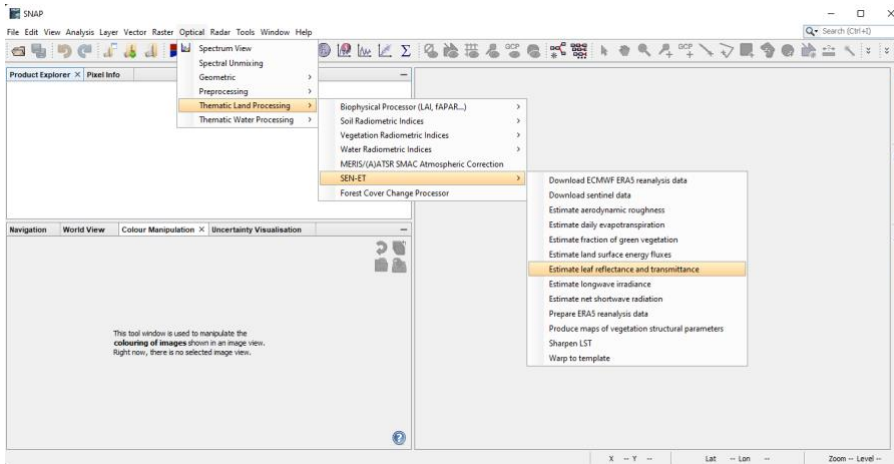 SNAP
File Edit View Analysis Layer Vector Raster Optical Radar Tools Window Help
Search (Ctrl+I)
GCP
Spectrum View
Spectral Unmixing
Geometric
Preprocessing
Thematic Land Processing
Thematic Water Processing
Product Explorer Pixel Info
Biophysical Processor (LAI, fAPAR...)
Soil Radiometric Indices
Vegetation Radiometric Indices
Water Radiometric Indices
MERIS/(A)ATSR SMAC Atmospheric Correction
SEN-ET
Forest Cover Change Processor
Download ECMWF ERA5 reanalysis data
Download sentinel data
Estimate aerodynamic roughness
Estimate daily evapotranspiration
Estimate fraction of green vegetation
Estimate land surface energy fluxes
Estimate leaf reflectance and transmittance
Estimate longwave irradiance
Estimate net shortwave radiation
Prepare ERA5 reanalysis data
Produce maps of vegetation structural parameters
Sharpen LST
Warp to template
Navigation World View Colour Manipulation Uncertainty Visualisation
This tool window is used to manipulate the
colouring of images shown in an image view.
Right now, there is no selected image view.
X -- Y -- Lat -- Lon -- Zoom -- Level --